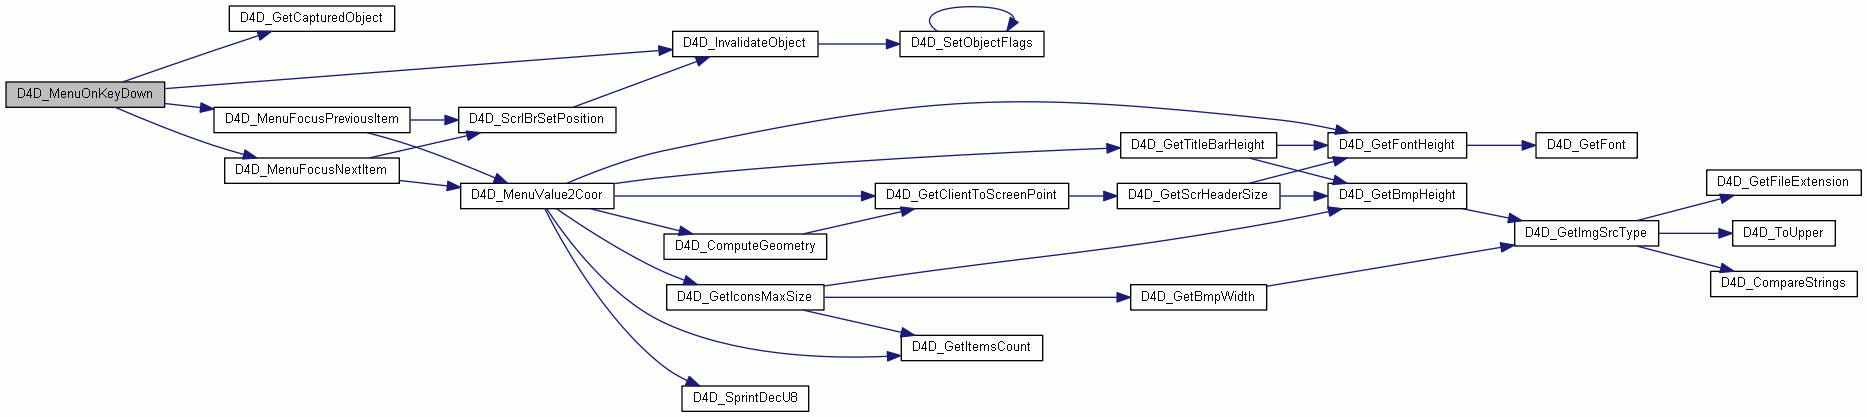 D4D_GetCapturedObject
D4D_InvalidateObject
D4D_SetObjectFlags
D4D_MenuOnKeyDown
D4D_MenuFocusPreviousItem
D4D_ScrlBrSetPosition
D4D_GetTitleBarHeight
D4D_GetFontHeight
D4D_GetFont
D4D_MenuFocusNextItem
D4D_MenuValue2Coor
D4D_GetClientToScreenPoint
D4D_GetScrHeaderSize
D4D_GetBmpHeight
D4D_GetFileExtension
D4D_ComputeGeometry
D4D_GetImgSrcType
D4D_ToUpper
D4D_GetIconsMaxSize
D4D_GetBmpWidth
D4D_CompareStrings
D4D_GetItemsCount
D4D_SprintDecU8